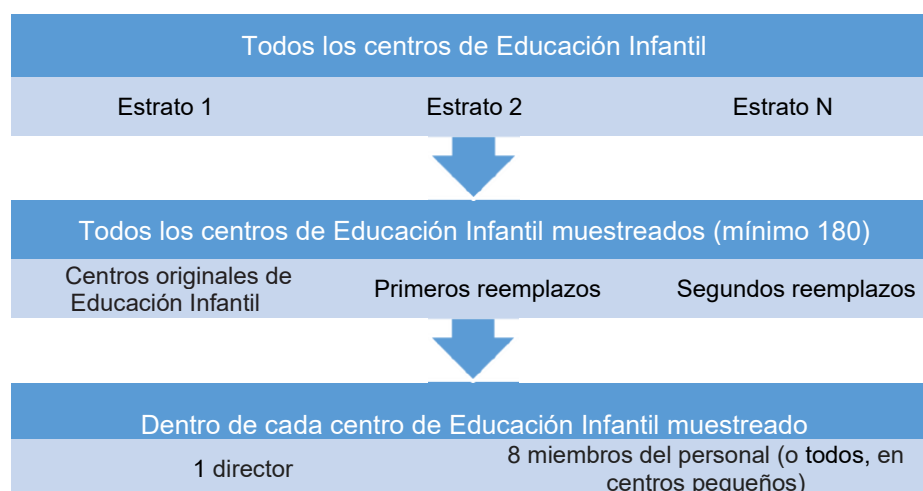 Todos los centros de Educación Infantil
Estrato 1
Estrato 2
Estrato N
Todos los centros de Educación Infantil muestreados (mínimo 180)
Centros originales de
Educación Infantil
Primeros reemplazos
Segundos reemplazos
Dentro de cada centro de Educación Infantil muestreado
1 director
8 miembros del personal (o todos, en
centros pequeños)